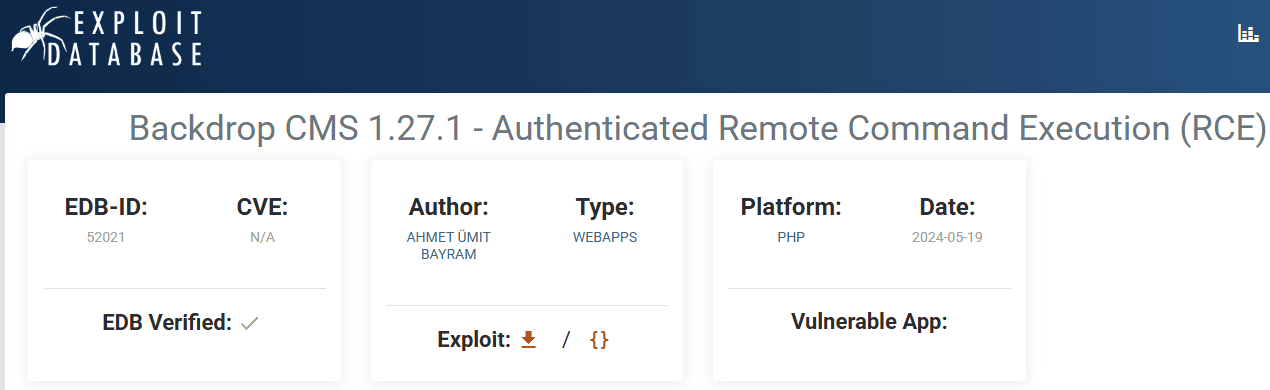 EXPLOIT
DATABASE
Backdrop CMS 1.27.1 - Authenticated Remote Command Execution (RCE)
EDB-ID:
52021
CVE:
N/A
Author:
AHMET ÜMIT
BAYRAM
Type:
WEBAPPS
Platform:
PHP
Date:
2024-05-19
EDB Verified:
Exploit: / {}
Vulnerable App: